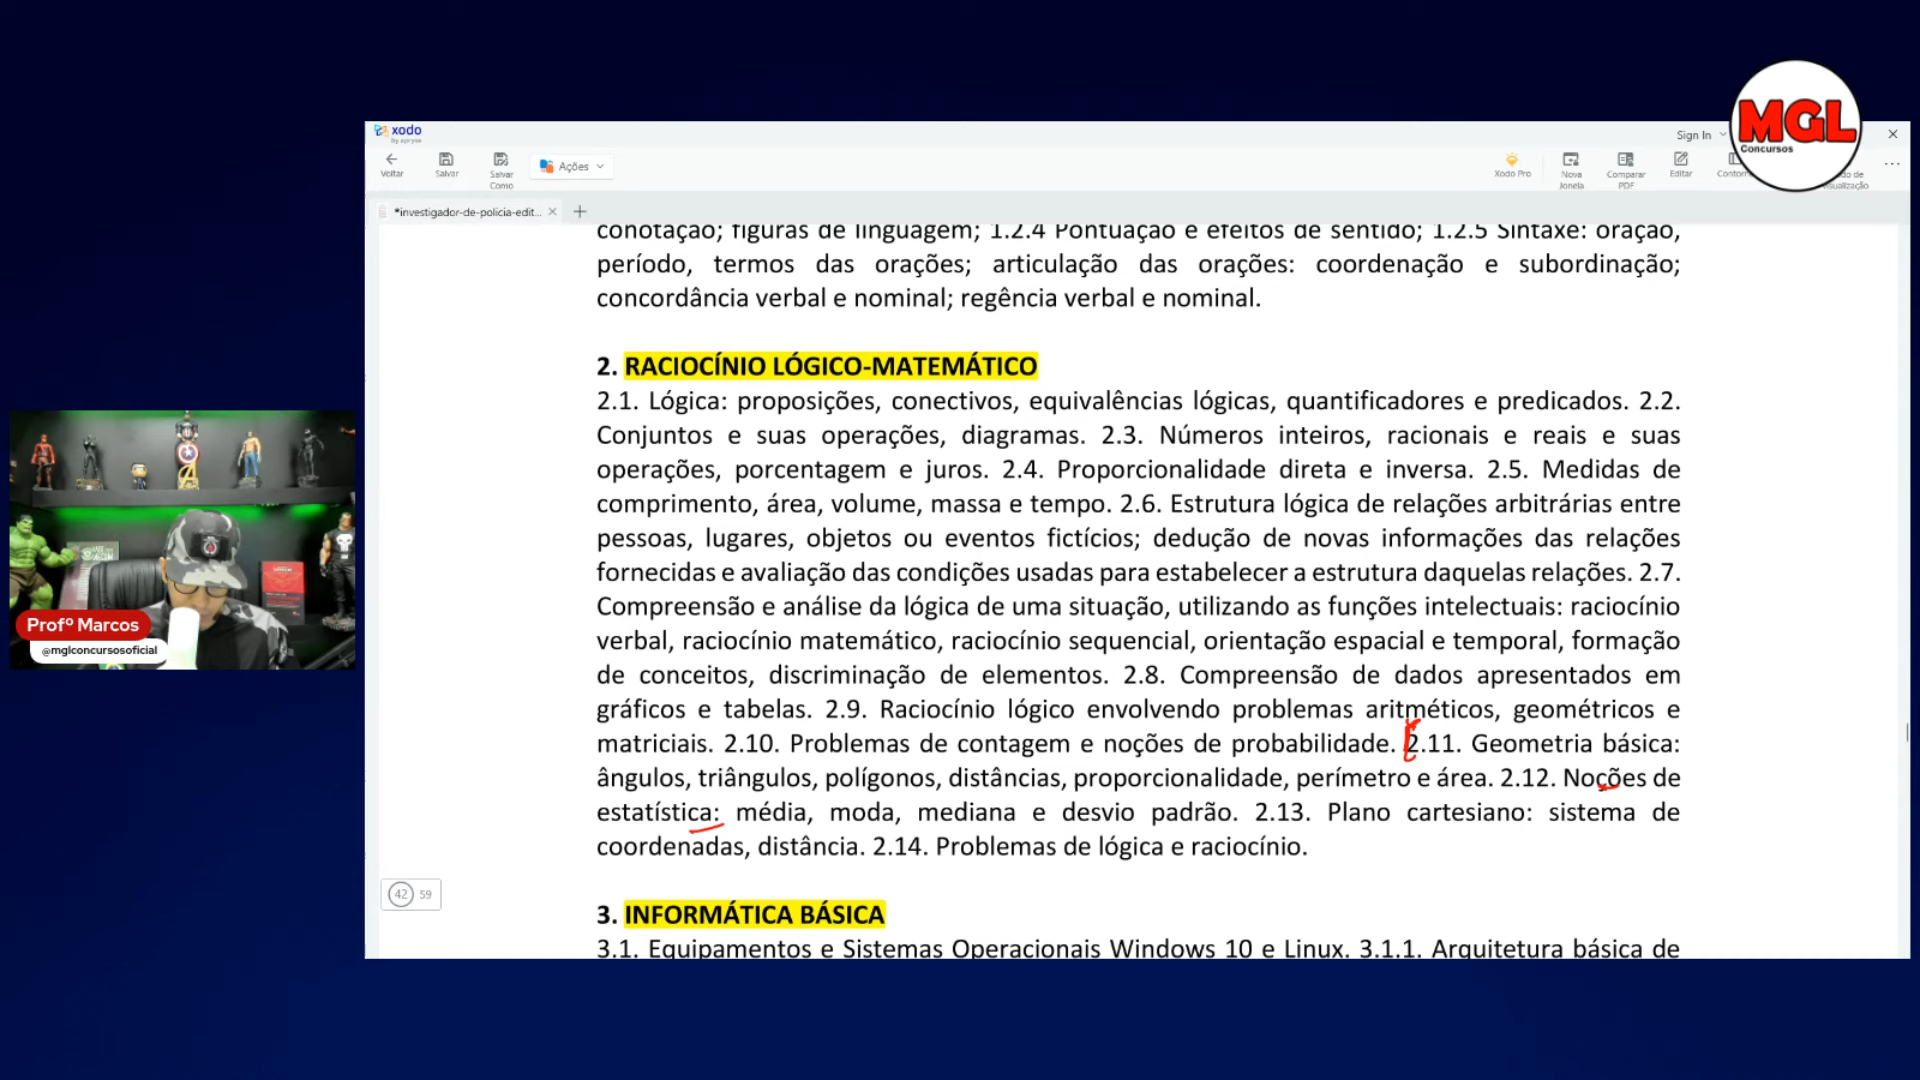 MGL
Concursos
xodo
by apryse
Sign In
Voltar
Salvar
Salvar
Como
Ações
Xodo Pro
Nova
Janela
Comparar
PDF
Editar
*investigador-de-policia-edit...
conotação; figuras de linguagem; 1.2.4 Pontuação e efeitos de sentido; 1.2.5 Sintaxe: oração,
período, termos das orações; articulação das orações: coordenação e subordinação;
concordância verbal e nominal; regência verbal e nominal.
2. RACIOCÍNIO LÓGICO-MATEMÁTICO
2.1. Lógica: proposições, conectivos, equivalências lógicas, quantificadores e predicados. 2.2.
Conjuntos e suas operações, diagramas. 2.3. Números inteiros, racionais e reais e suas
operações, porcentagem e juros. 2.4. Proporcionalidade direta e inversa. 2.5. Medidas de
comprimento, área, volume, massa e tempo. 2.6. Estrutura lógica de relações arbitrárias entre
pessoas, lugares, objetos ou eventos fictícios; dedução de novas informações das relações
fornecidas e avaliação das condições usadas para estabelecer a estrutura daquelas relações. 2.7.
Compreensão e análise da lógica de uma situação, utilizando as funções intelectuais: raciocínio
verbal, raciocínio matemático, raciocínio sequencial, orientação espacial e temporal, formação
de conceitos, discriminação de elementos. 2.8. Compreensão de dados apresentados em
gráficos e tabelas. 2.9. Raciocínio lógico envolvendo problemas aritméticos, geométricos e
matriciais. 2.10. Problemas de contagem e noções de probabilidade. 2.11. Geometria básica:
ângulos, triângulos, polígonos, distâncias, proporcionalidade, perímetro e área. 2.12. Noções de
estatística: média, moda, mediana e desvio padrão. 2.13. Plano cartesiano: sistema de
coordenadas, distância. 2.14. Problemas de lógica e raciocínio.
42 59
3. INFORMÁTICA BÁSICA
3.1. Equipamentos e Sistemas Operacionais Windows 10 e Linux. 3.1.1. Arquitetura básica de
Profº Marcos
@mglconcursosoficial